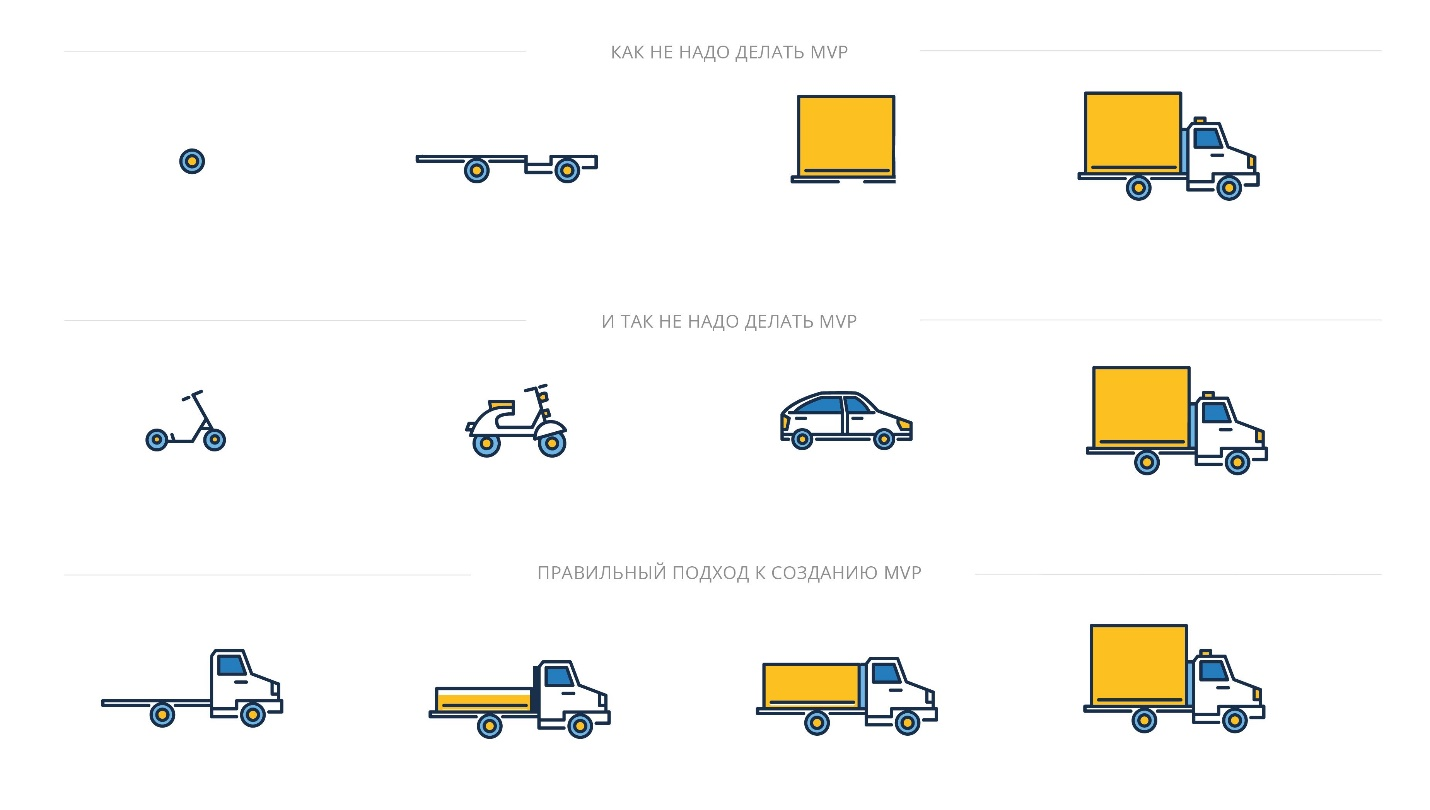 КАК НЕ НАДО ДЕЛАТЬ MVP
И ТАК НЕ НАДО ДЕЛАТЬ MVP
ПРАВИЛЬНЫЙ ПОДХОД К СОЗДАНИЮ MVP